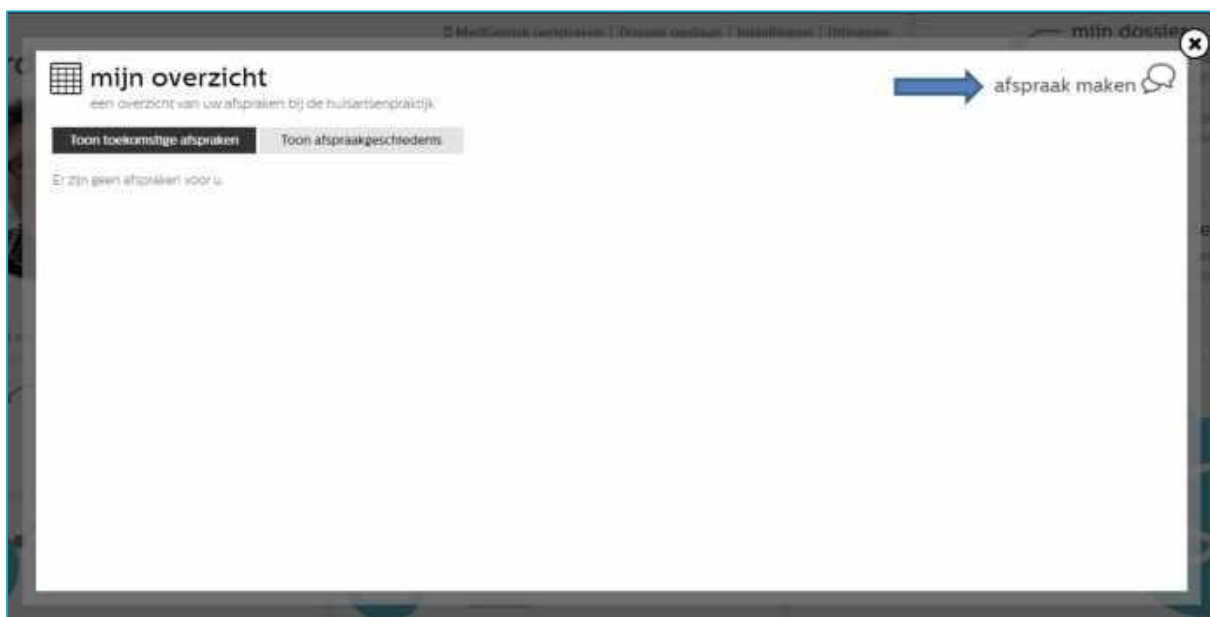 mijn dossier
mijn overzicht
afspraak maken
een overzicht van uw afspraken bij de huisartsenpraktijk
Toon toekomstige afspraken
Toon afspraakgeschiedenis
Er zijn geen afspraken voor u